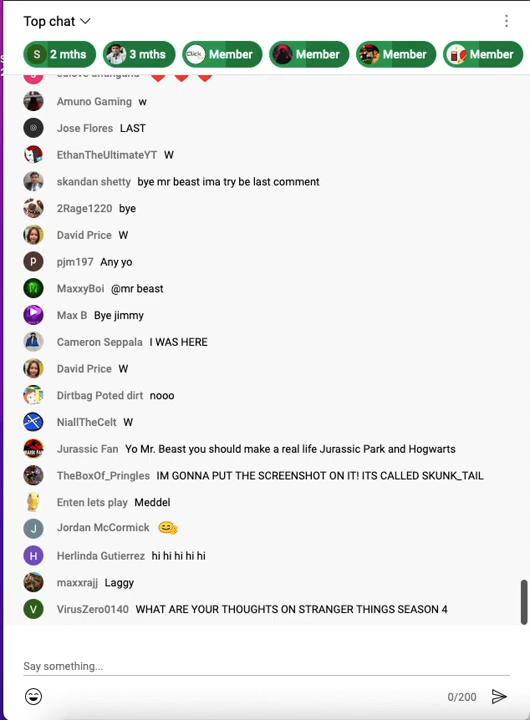 Top chat
S 2 mths 3 mths Click Member Member Member Member
Amuno Gaming w
Jose Flores LAST
EthanTheUltimateYT W
skandan shetty bye mr beast ima try be last comment
2Rage1220 bye
David Price W
P pjm197 Any yo
MaxxyBoi @mr beast
Max B Bye jimmy
Cameron Seppala I WAS HERE
David Price W
Dirtbag Poted dirt nooo
NiallTheCelt W
Jurassic Fan Yo Mr. Beast you should make a real life Jurassic Park and Hogwarts
TheBoxOf_Pringles IM GONNA PUT THE SCREENSHOT ON IT! ITS CALLED SKUNK_TAIL
Enten lets play Meddel
J Jordan McCormick 😊👏
H Herlinda Gutierrez hi hi hi hi hi
maxxrajj Laggy
V VirusZero0140 WHAT ARE YOUR THOUGHTS ON STRANGER THINGS SEASON 4
Say something...
0/200